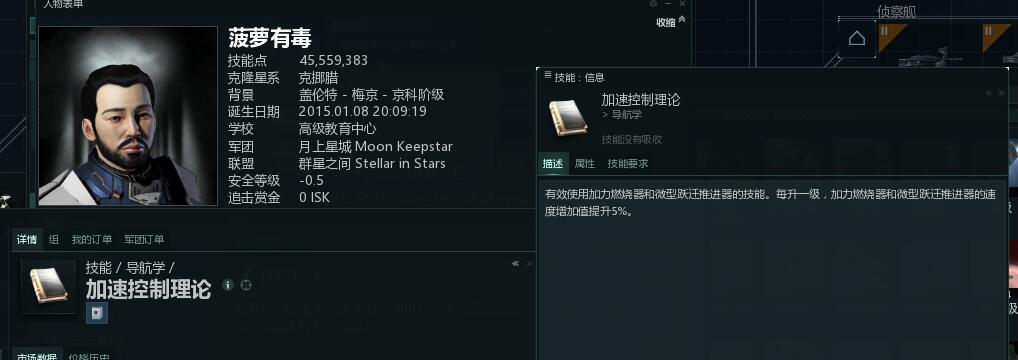 人物表单
收缩
菠萝有毒
技能点 45,559,383
克隆星系 克挪腊
背景 盖伦特 - 梅京 - 京科阶级
诞生日期 2015.01.08 20:09:19
学校 高级教育中心
军团 月上星城 Moon Keepstar
联盟 群星之间 Stellar in Stars
安全等级 -0.5
追击赏金 0 ISK
侦察舰
II
II
技能 : 信息
加速控制理论
> 导航学
技能没有吸收
描述 属性 技能要求
有效使用加力燃烧器和微型跃迁推进器的技能。每升一级，加力燃烧器和微型跃迁推进器的速
度增加值提升5%。
详情 组 我的订单 军团订单
技能 / 导航学 /
加速控制理论
市场数据 价格历史
级
级